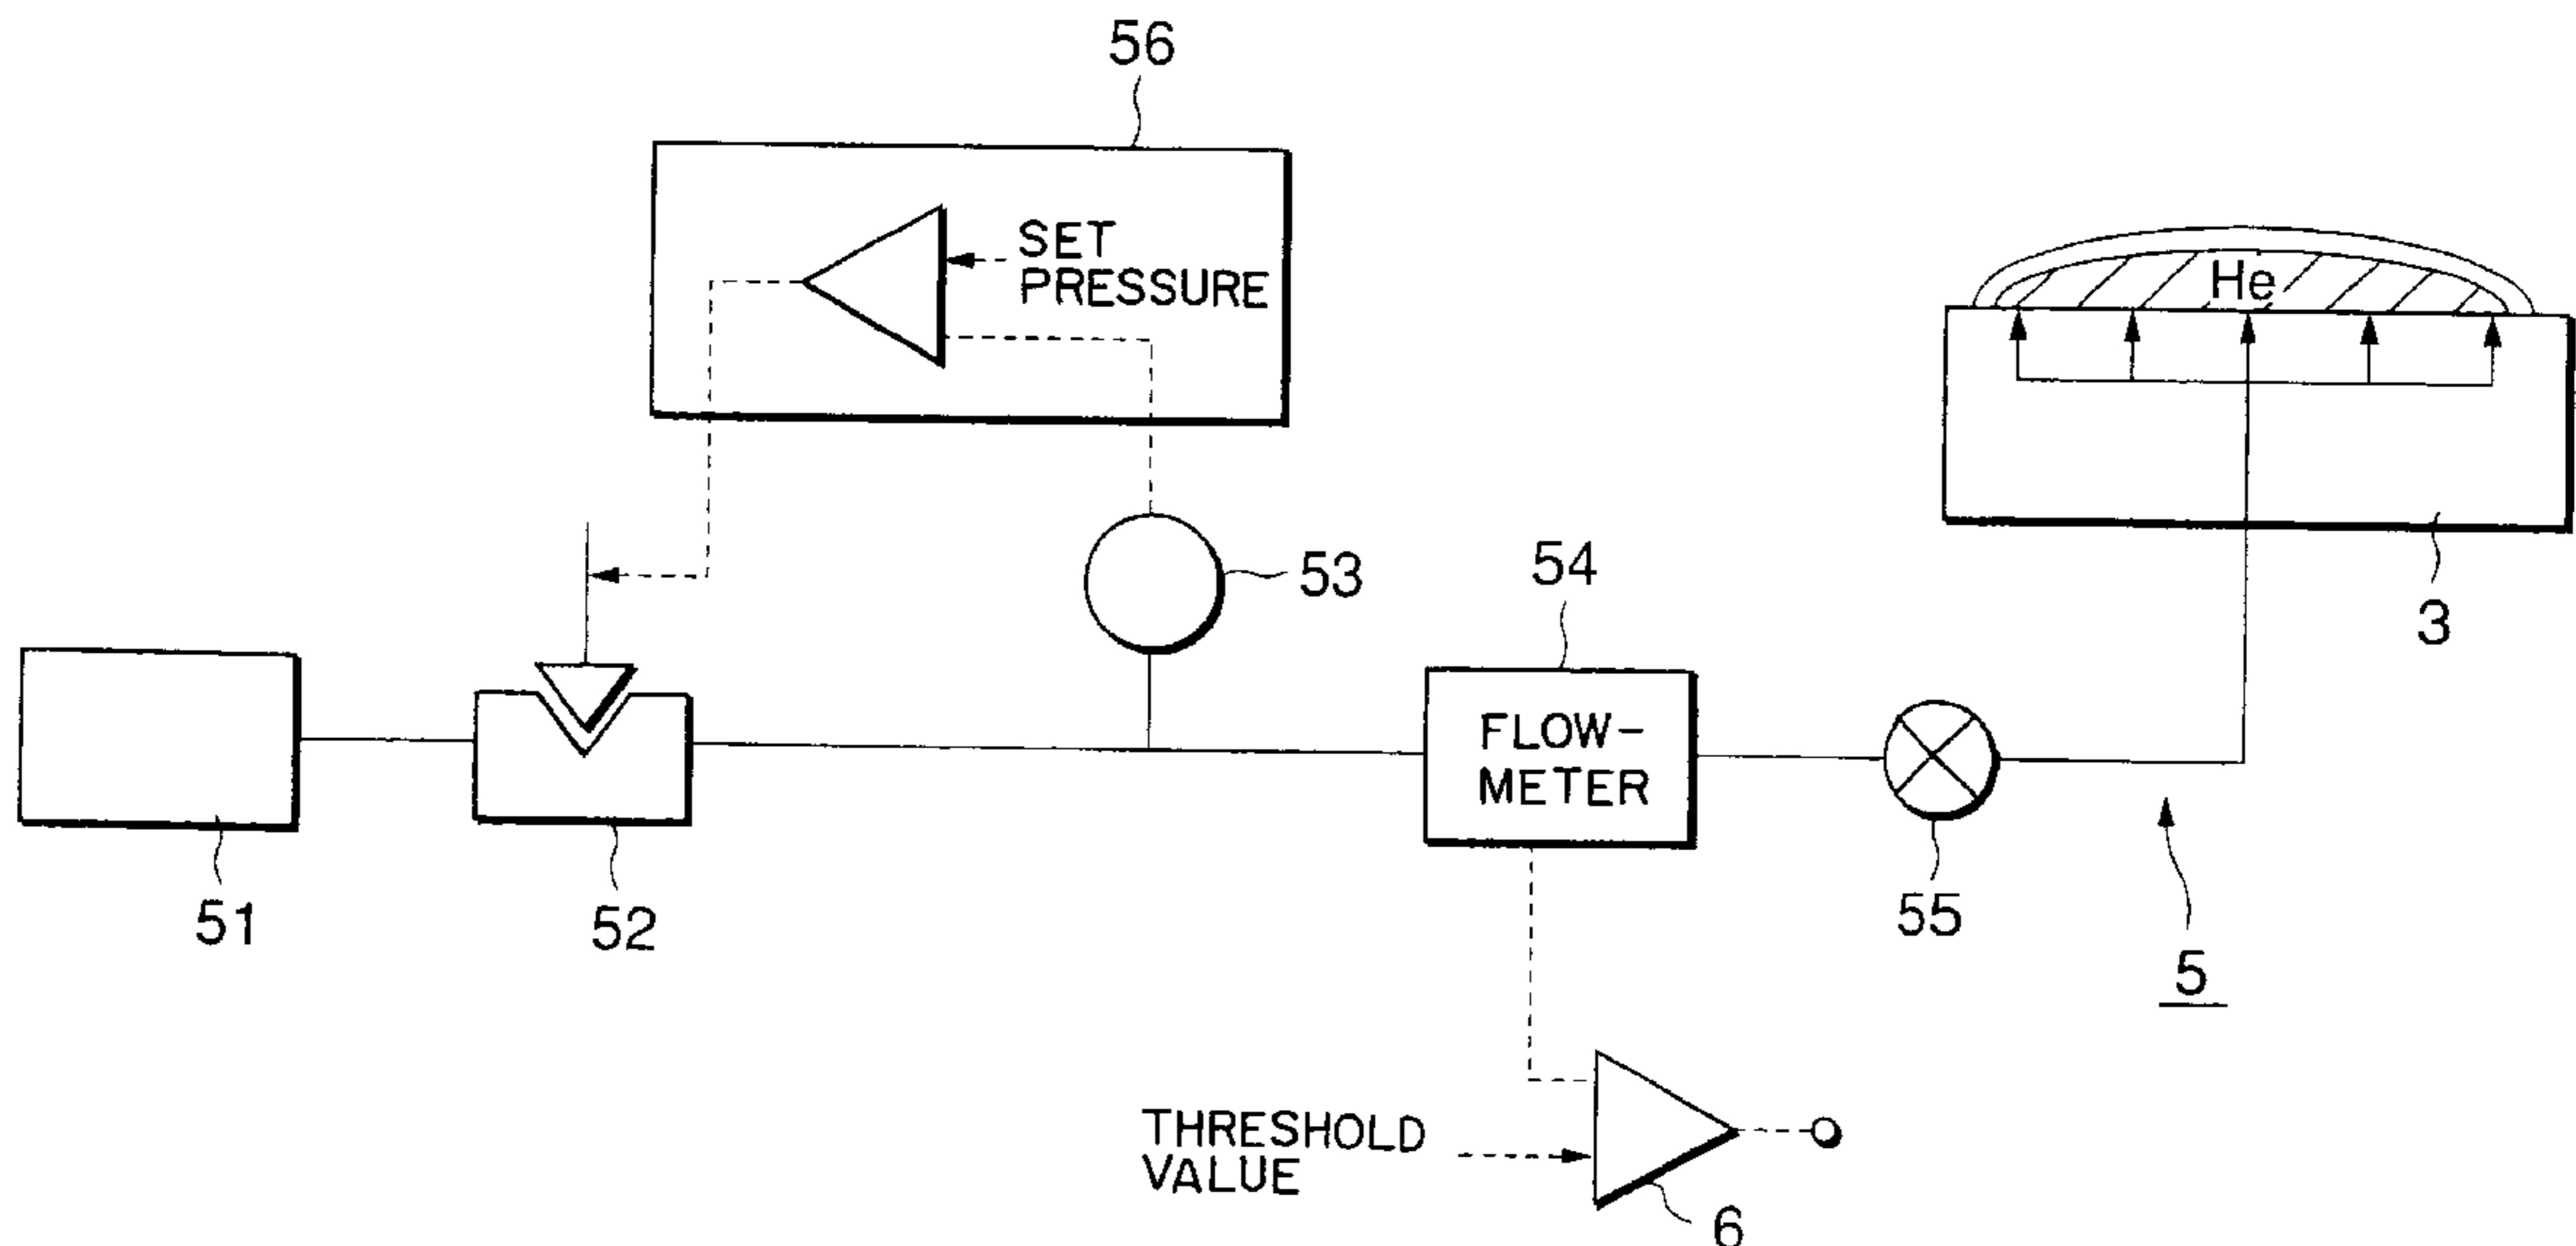 56
SET
PRESSURE
He
53
54
3
FLOW-
METER
51
52
55
5
THRESHOLD
VALUE
6